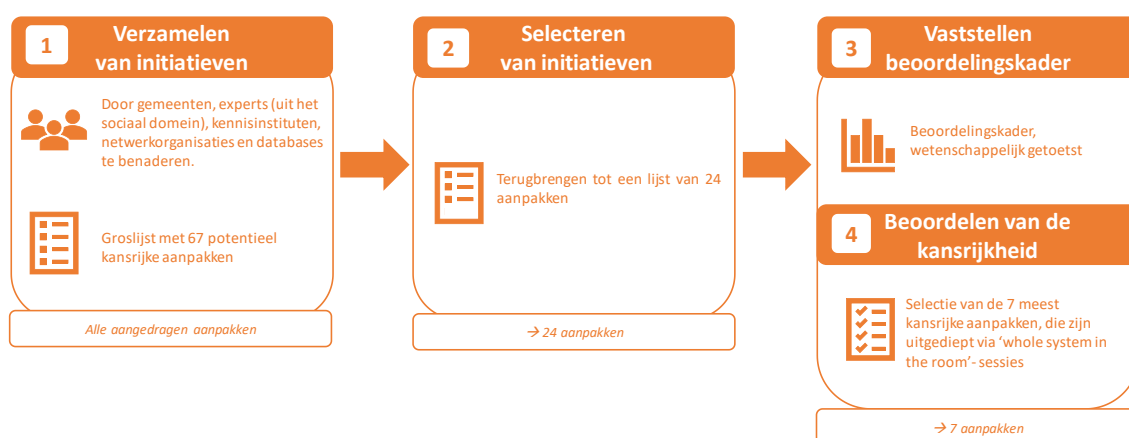 1
Verzamelen
van initiatieven
Door gemeenten, experts (uit het
sociaal domein), kennisinstituten,
netwerkorganisaties en databases
te benaderen.
Groslijst met 67 potentieel
kansrijke aanpakken
Alle aangedragen aanpakken
2
Selecteren
van initiatieven
Terugbrengen tot een lijst van 24
aanpakken
→ 24 aanpakken
3
Vaststellen
beoordelingskader
Beoordelingskader,
wetenschappelijk getoetst
4
Beoordelen van de
kansrijkheid
Selectie van de 7 meest
kansrijke aanpakken, die zijn
uitgediept via ‘whole system in
the room’- sessies
→ 7 aanpakken